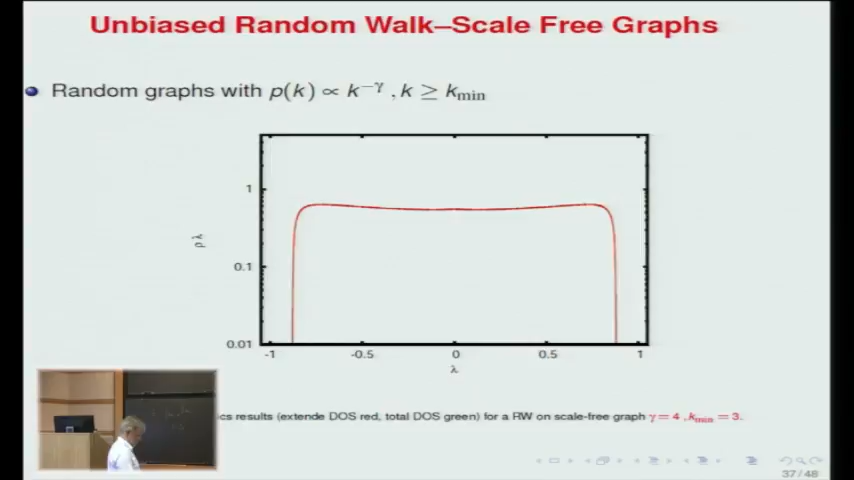 Unbiased Random Walk–Scale Free Graphs
Random graphs with p(k) ∝ k^−γ , k ≥ k_min
1
0.1
0.01
ρ λ
-1 -0.5 0 0.5 1
λ
results (extende DOS red, total DOS green) for a RW on scale-free graph γ = 4 , k_min = 3.
37 / 48